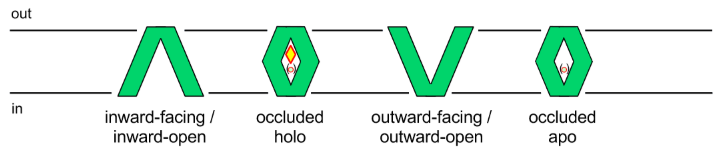 out
in
inward-facing /
inward-open
occluded
holo
outward-facing /
outward-open
occluded
apo